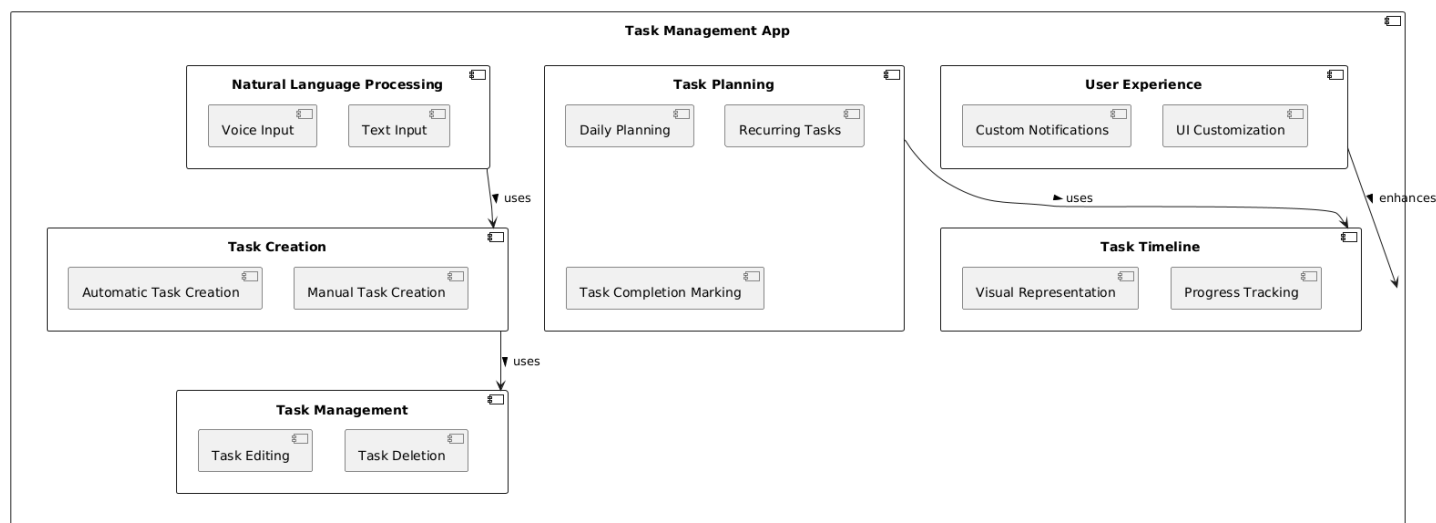 Task Management App
Natural Language Processing
Voice Input
Text Input
Task Planning
Daily Planning
Recurring Tasks
User Experience
Custom Notifications
UI Customization
uses
uses
enhances
Task Creation
Automatic Task Creation
Manual Task Creation
Task Completion Marking
Task Timeline
Visual Representation
Progress Tracking
uses
Task Management
Task Editing
Task Deletion